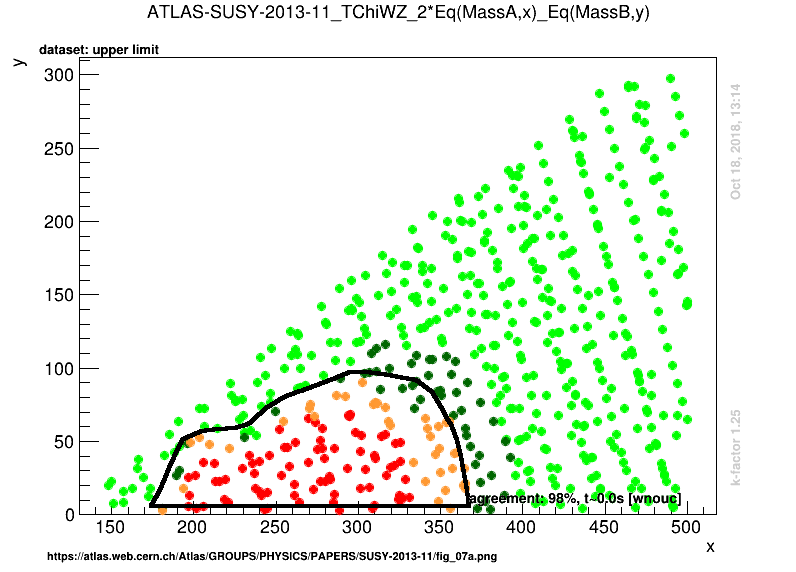 ATLAS-SUSY-2013-11_TChiWZ_2*Eq(MassA,x)_Eq(MassB,y)
dataset: upper limit
y
300
250
200
150
100
50
0
150 200 250 300 350 400 450 500
x
agreement: 98%, t~0.0s [wnouc]
Oct 18, 2018, 13:14
k-factor 1.25
https://atlas.web.cern.ch/Atlas/GROUPS/PHYSICS/PAPERS/SUSY-2013-11/fig_07a.png